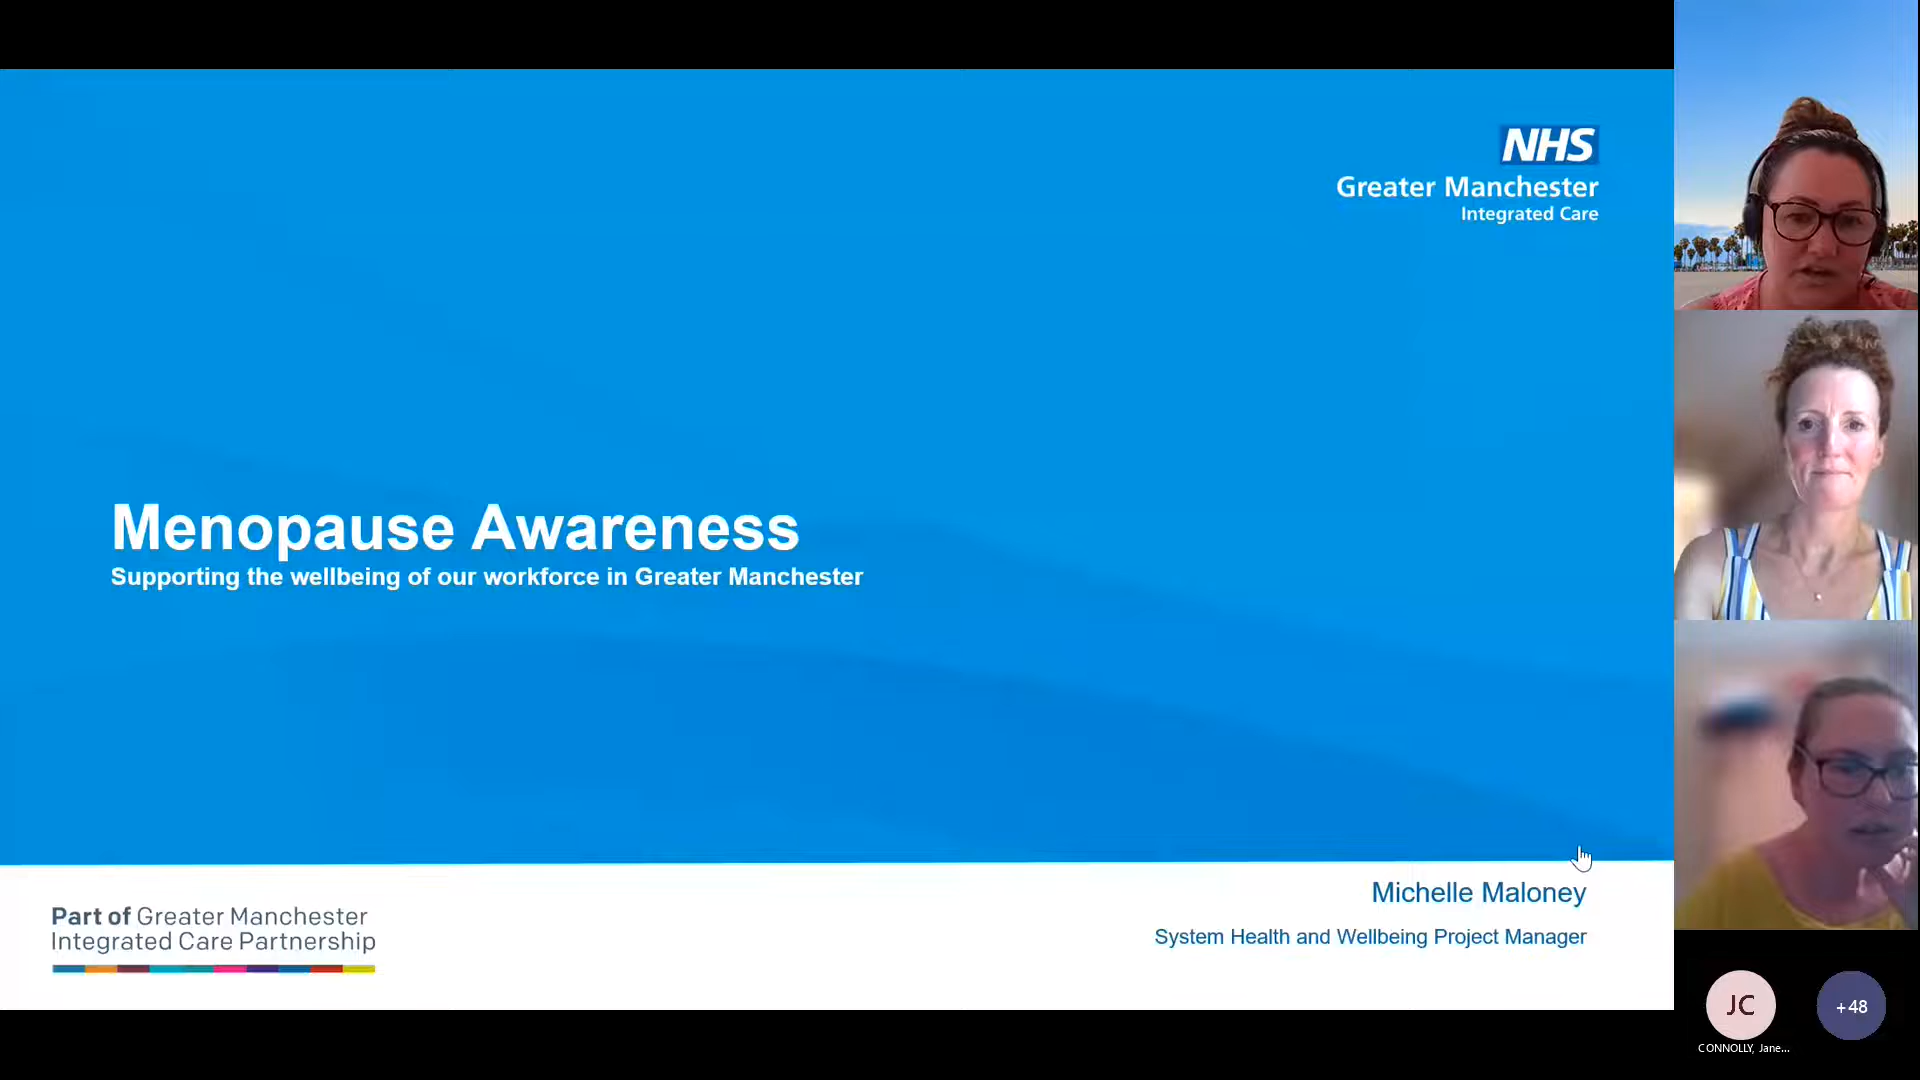 NHS
Greater Manchester
Integrated Care
Menopause Awareness
Supporting the wellbeing of our workforce in Greater Manchester
Michelle Maloney
System Health and Wellbeing Project Manager
Part of Greater Manchester
Integrated Care Partnership
JC
+48
CONNOLLY, Jane...